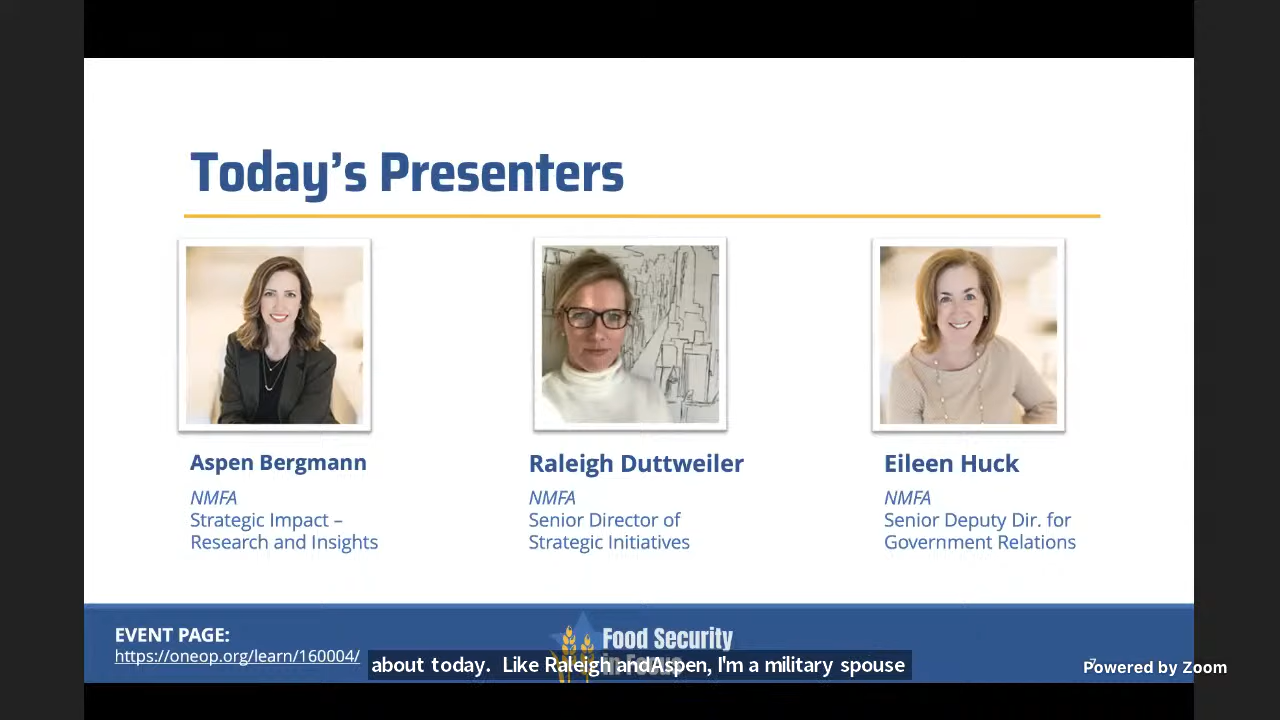 Today's Presenters
Aspen Bergmann
NMFA
Strategic Impact –
Research and Insights
Raleigh Duttweiler
NMFA
Senior Director of
Strategic Initiatives
Eileen Huck
NMFA
Senior Deputy Dir. for
Government Relations
EVENT PAGE:
https://oneop.org/learn/160004/
Food Security
in Focus
about today.  Like Raleigh andAspen, I'm a military spouse
Powered by Zoom